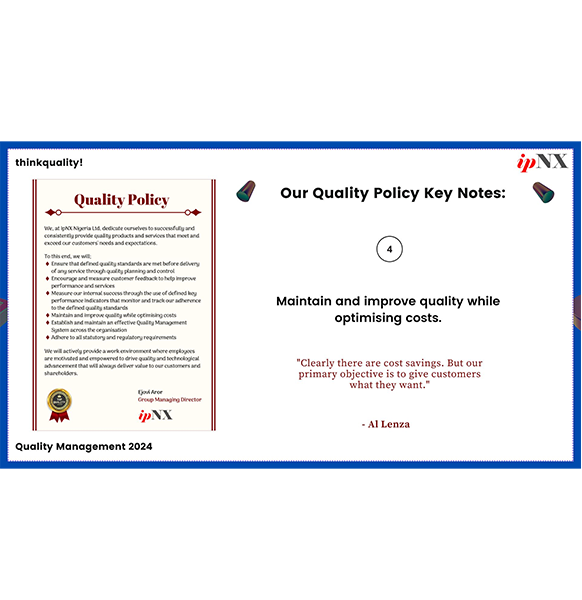 thinkquality!
ipNX
Quality Policy
We, at ipNX Nigeria Ltd, dedicate ourselves to successfully and
consistently provide quality products and services that meet and
exceed our customers' needs and expectations.
To this end, we will:
Ensure that defined quality standards are met before delivery
of any service through quality planning and control
Encourage and measure customer feedback to help improve
performance and services
Measure our internal success through the use of defined key
performance indicators that monitor and track our adherence
to the defined quality standards
Maintain and improve quality while optimising costs
Establish and maintain an effective Quality Management
System across the organisation
Adhere to all statutory and regulatory requirements
We will actively provide a work environment where employees
are motivated and empowered to drive quality and technological
advancement that will always deliver value to our customers and
shareholders.
Ejovi Aror
Group Managing Director
ipNX
Quality Management 2024
Our Quality Policy Key Notes:
4
Maintain and improve quality while
optimising costs.
"Clearly there are cost savings. But our
primary objective is to give customers
what they want."
- Al Lenza